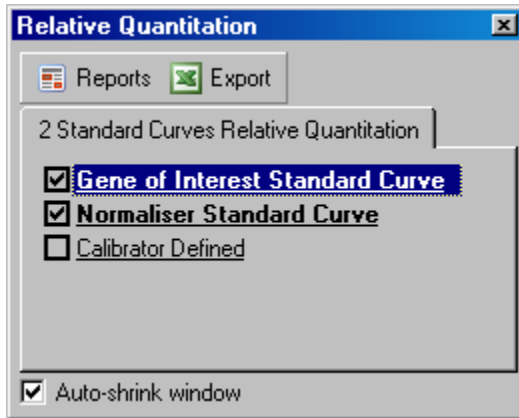 Relative Quantitation
Reports Export
2 Standard Curves Relative Quantitation
Gene of Interest Standard Curve
Normaliser Standard Curve
Calibrator Defined
Auto-shrink window